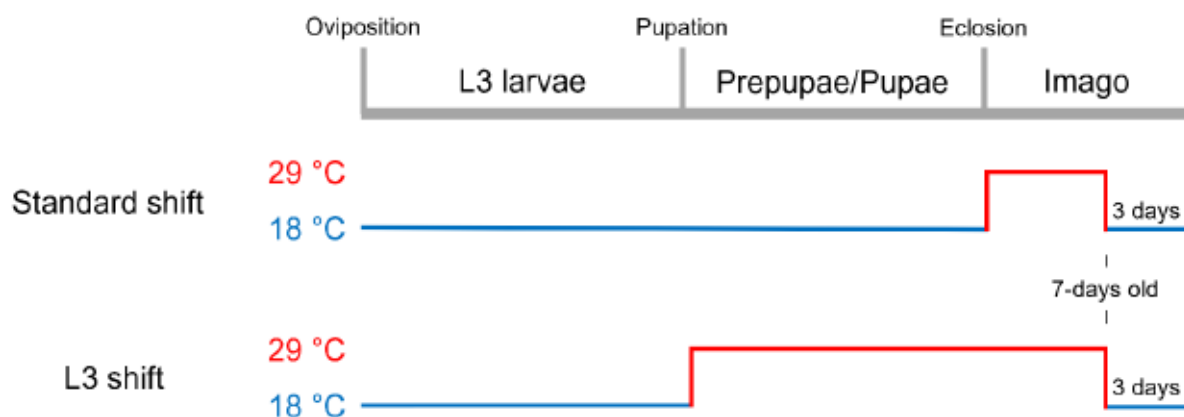 Oviposition Pupation Eclosion
L3 larvae Prepupae/Pupae Imago
29 °C
Standard shift
18 °C
3 days
7-days old
29 °C
L3 shift
18 °C
3 days